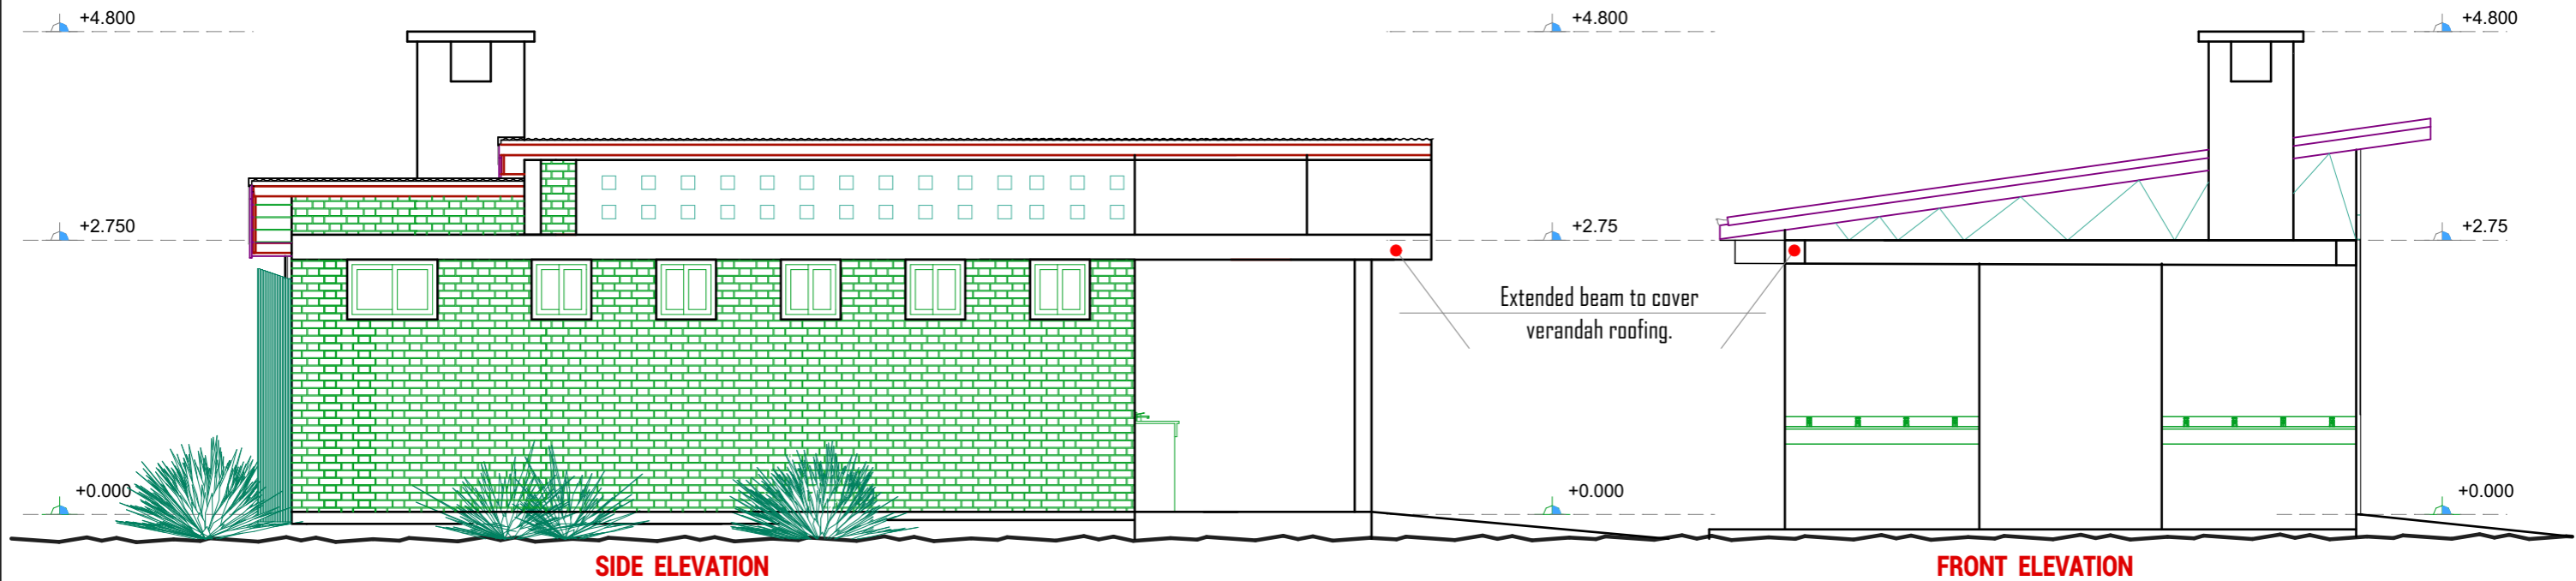 +4.800
+4.800
+4.800
+2.750
+2.75
+2.75
Extended beam to cover
verandah roofing.
+0.000
+0.000
+0.000
SIDE ELEVATION
FRONT ELEVATION